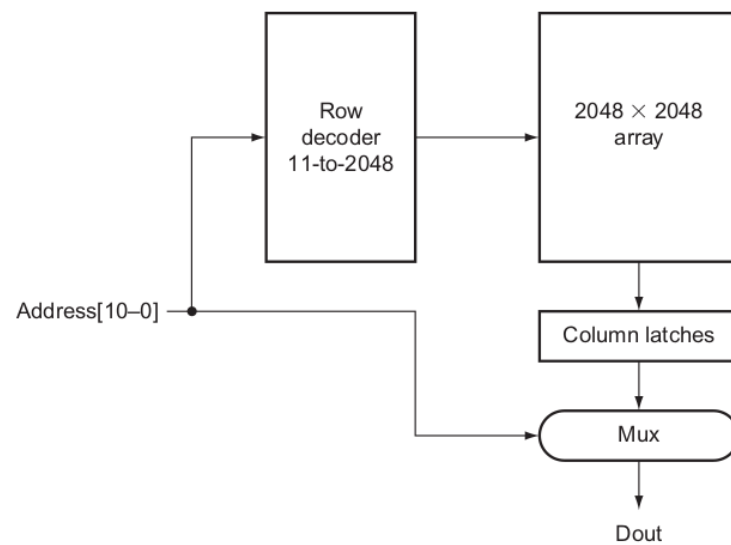 Row
decoder
11-to-2048
2048 × 2048
array
Address[10–0]
Column latches
Mux
Dout